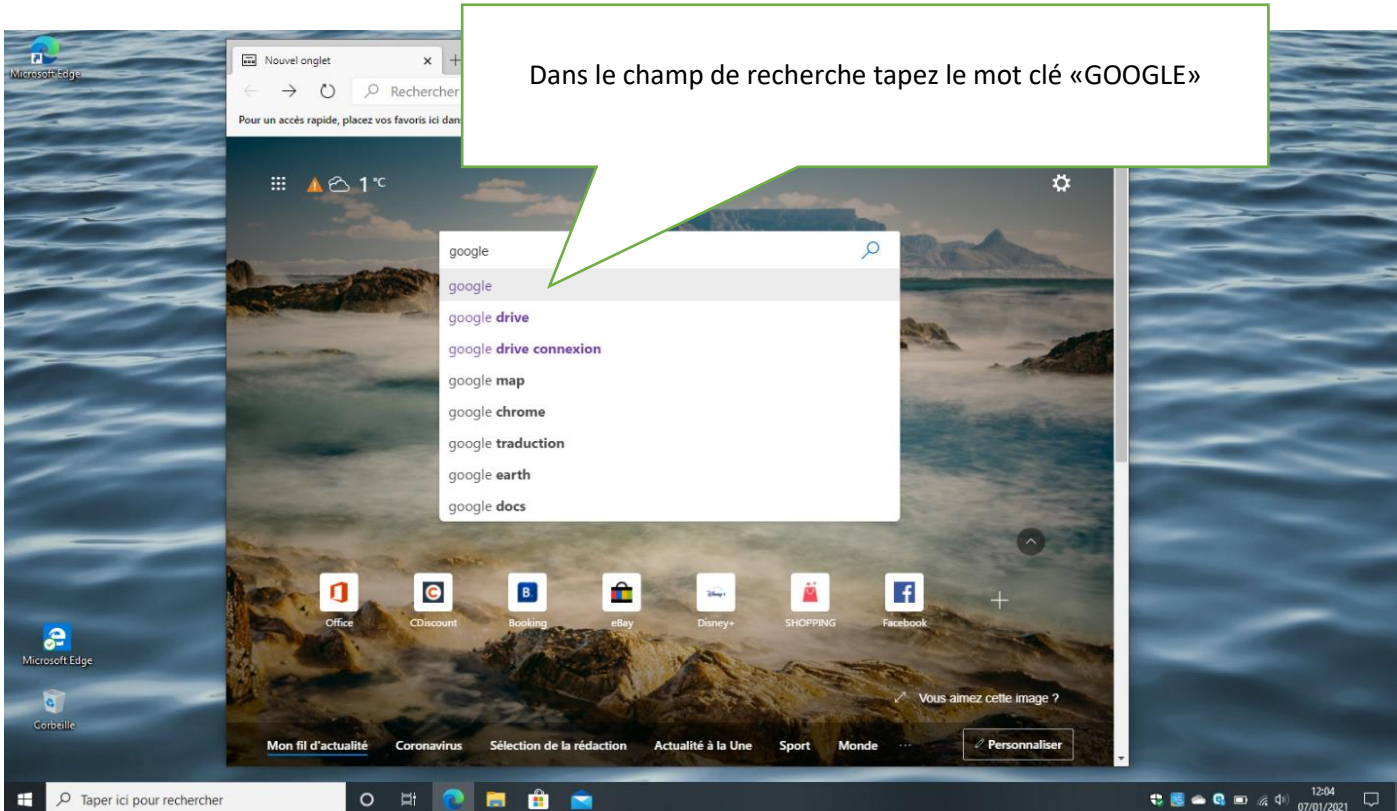 Dans le champ de recherche tapez le mot clé «GOOGLE»
Microsoft Edge
Nouvel onglet
Rechercher
Pour un accès rapide, placez vos favoris ici dans
1 °C
google
google
google drive
google drive connexion
google map
google chrome
google traduction
google earth
google docs
Office
CDiscount
B.
Booking
eBay
Disney+
Disney+
SHOPPING
Facebook
Microsoft Edge
Corbeille
Vous aimez cette image ?
Mon fil d'actualité Coronavirus Sélection de la rédaction Actualité à la Une Sport Monde ... Personnaliser
Taper ici pour rechercher
12:04
07/01/2021